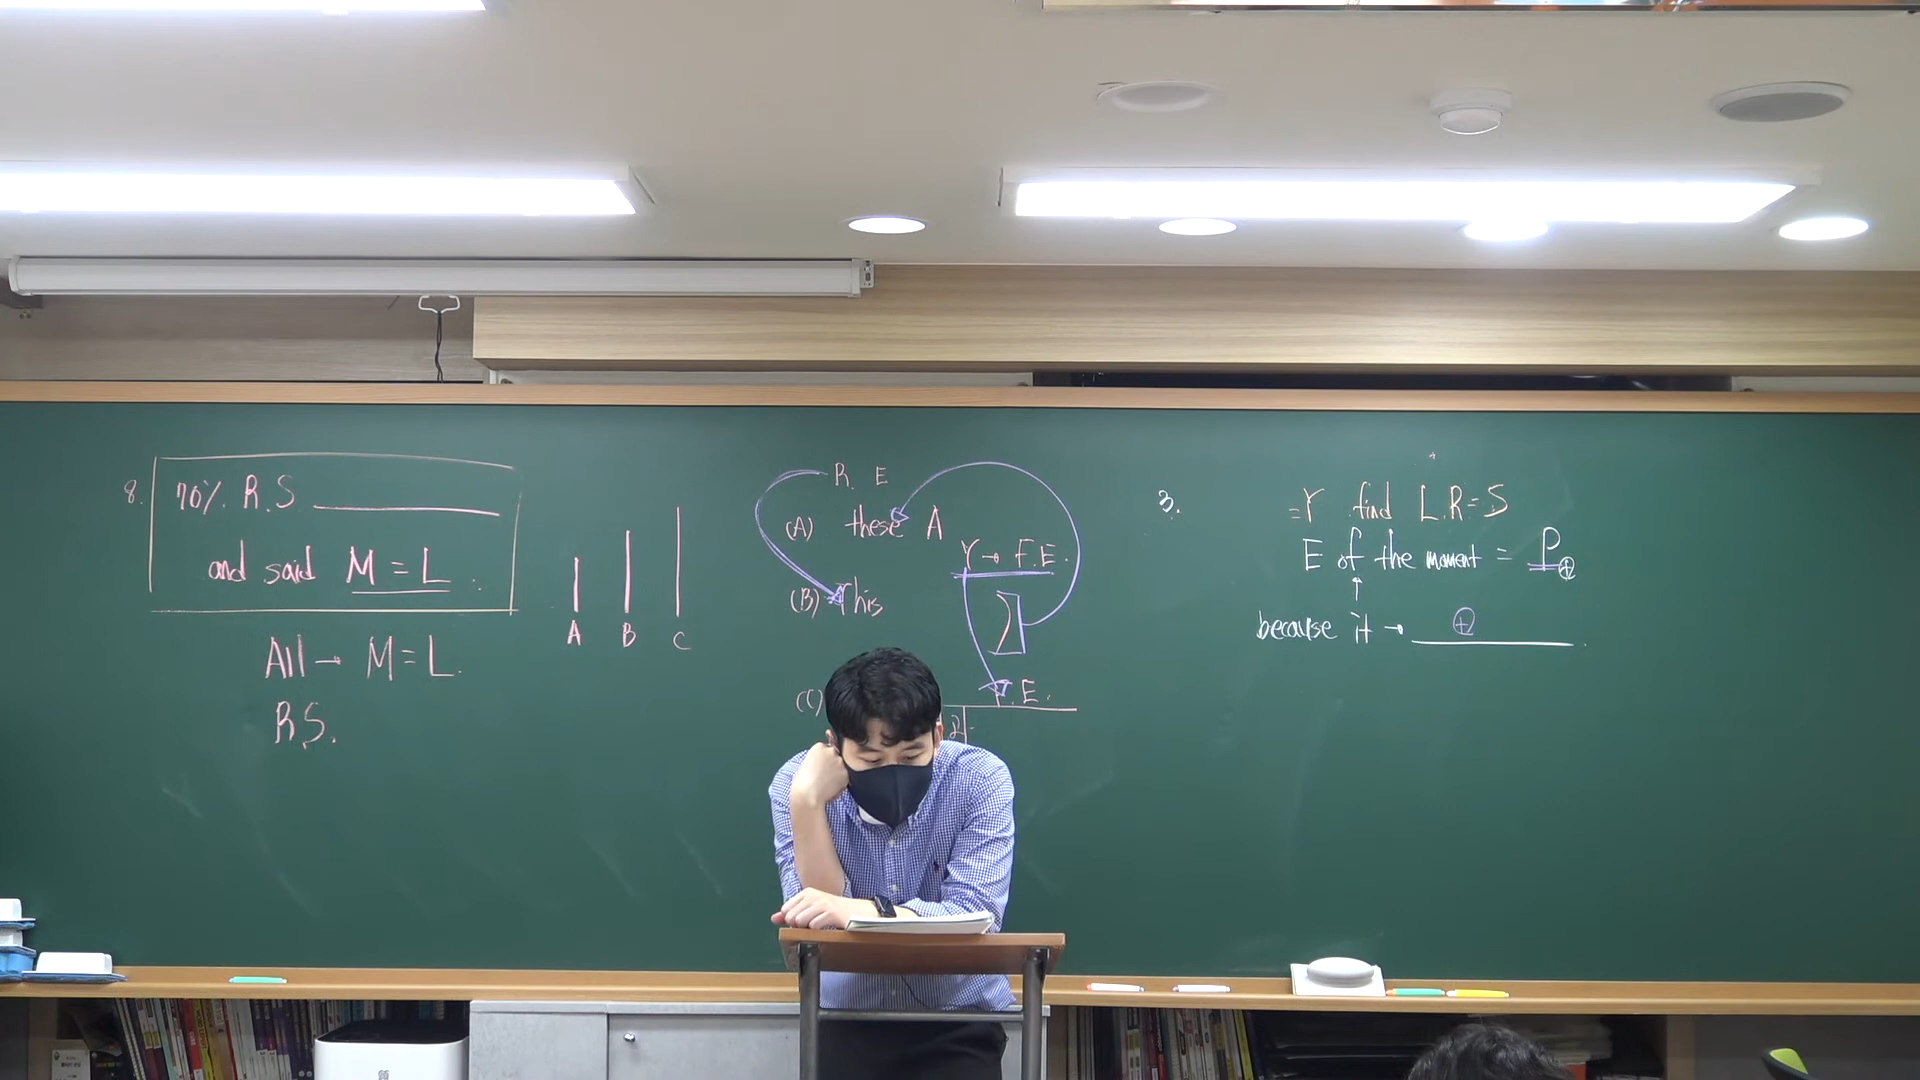 8.
70%. R.S
and said M = L.
All → M = L.
R.S.
A B C
R. E
(A) these A
Y → F.E.
(B) This
(C)
F.E.
3.
= Y find L.R = S
E of the moment = P ⊕
because it → ⊕